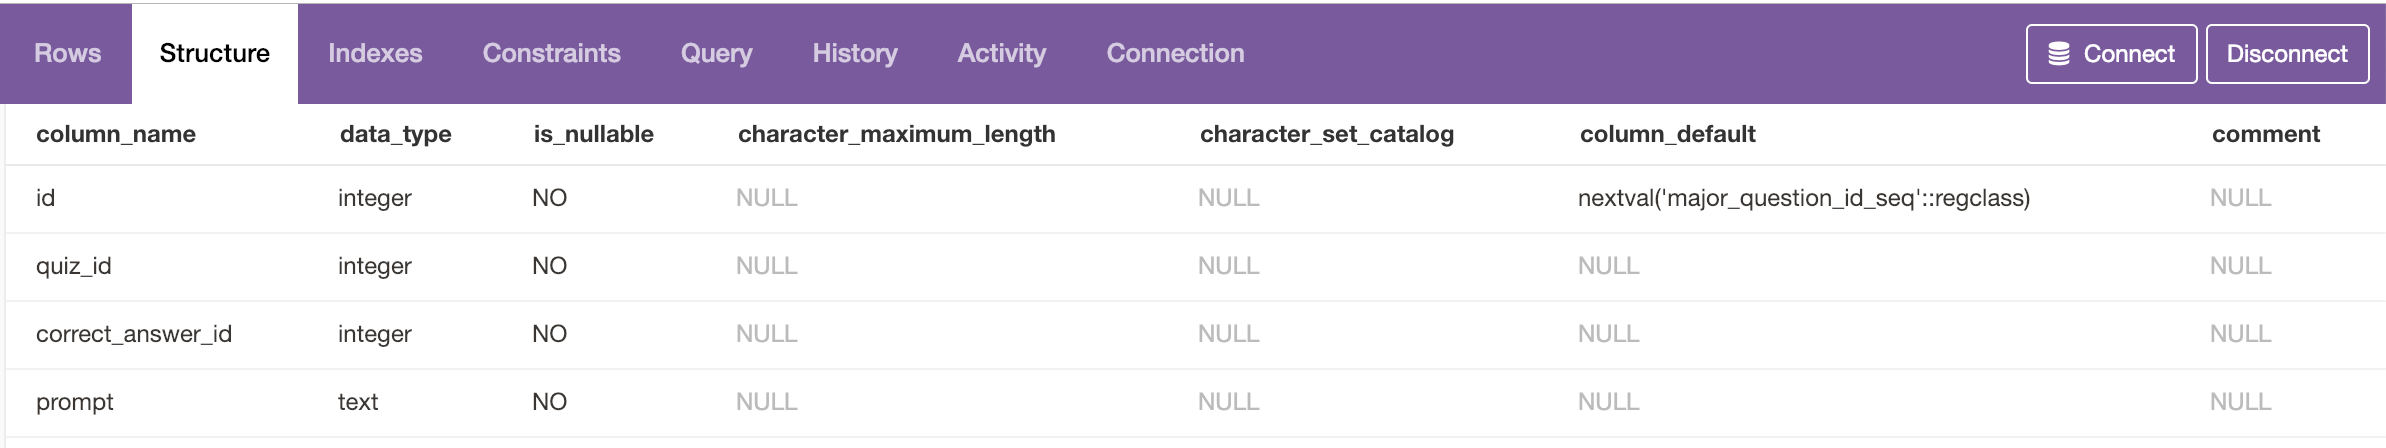 Rows Structure Indexes Constraints Query History Activity Connection Connect Disconnect
column_name data_type is_nullable character_maximum_length character_set_catalog column_default comment
id integer NO NULL NULL nextval('major_question_id_seq'::regclass) NULL
quiz_id integer NO NULL NULL NULL NULL
correct_answer_id integer NO NULL NULL NULL NULL
prompt text NO NULL NULL NULL NULL